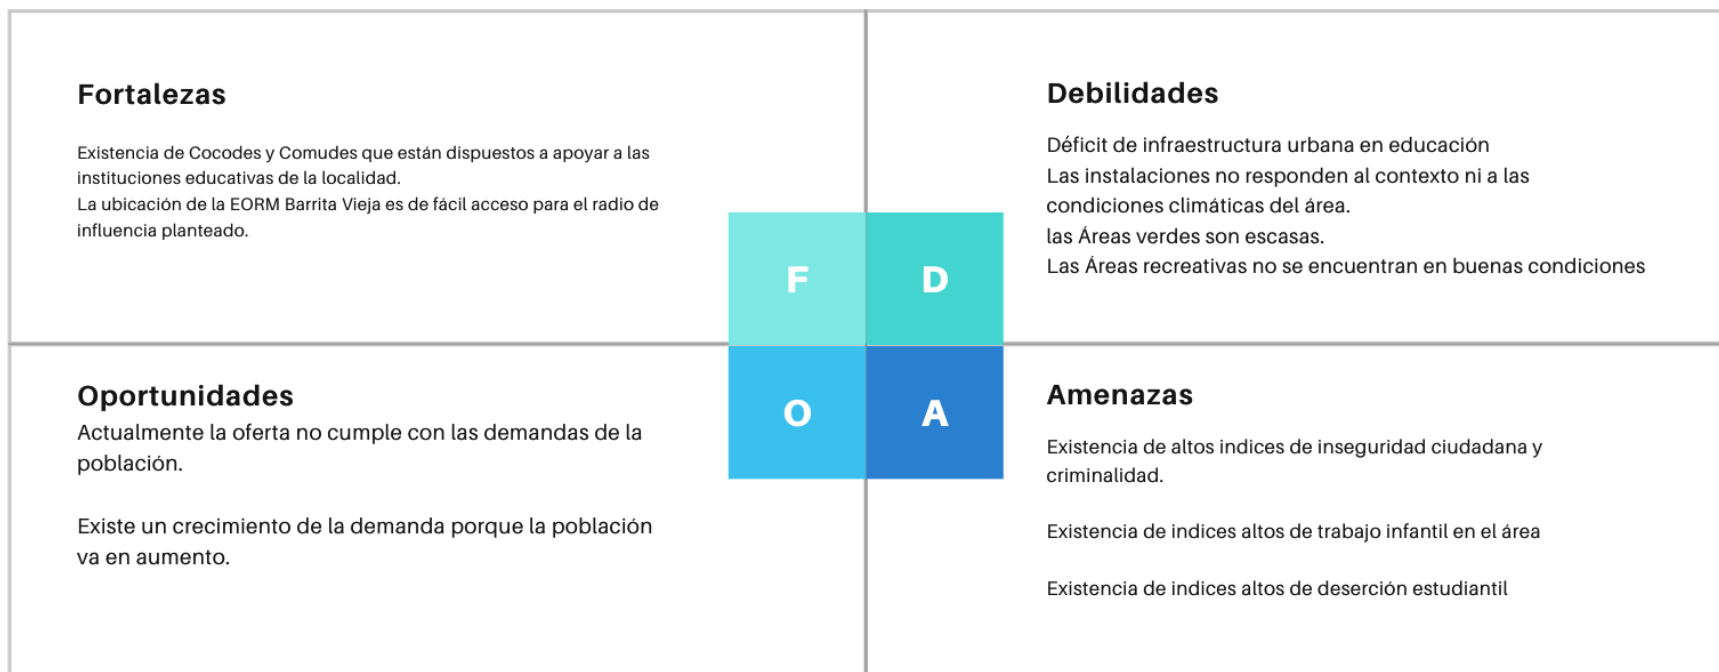 Fortalezas
Existencia de Cocodes y Comudes que están dispuestos a apoyar a las
instituciones educativas de la localidad.
La ubicación de la EORM Barrita Vieja es de fácil acceso para el radio de
influencia planteado.
Debilidades
Déficit de infraestructura urbana en educación
Las instalaciones no responden al contexto ni a las
condiciones climáticas del área.
las Áreas verdes son escasas.
Las Áreas recreativas no se encuentran en buenas condiciones
F
D
O
A
Oportunidades
Actualmente la oferta no cumple con las demandas de la
población.
Existe un crecimiento de la demanda porque la población
va en aumento.
Amenazas
Existencia de altos indices de inseguridad ciudadana y
criminalidad.
Existencia de indices altos de trabajo infantil en el área
Existencia de indices altos de deserción estudiantil